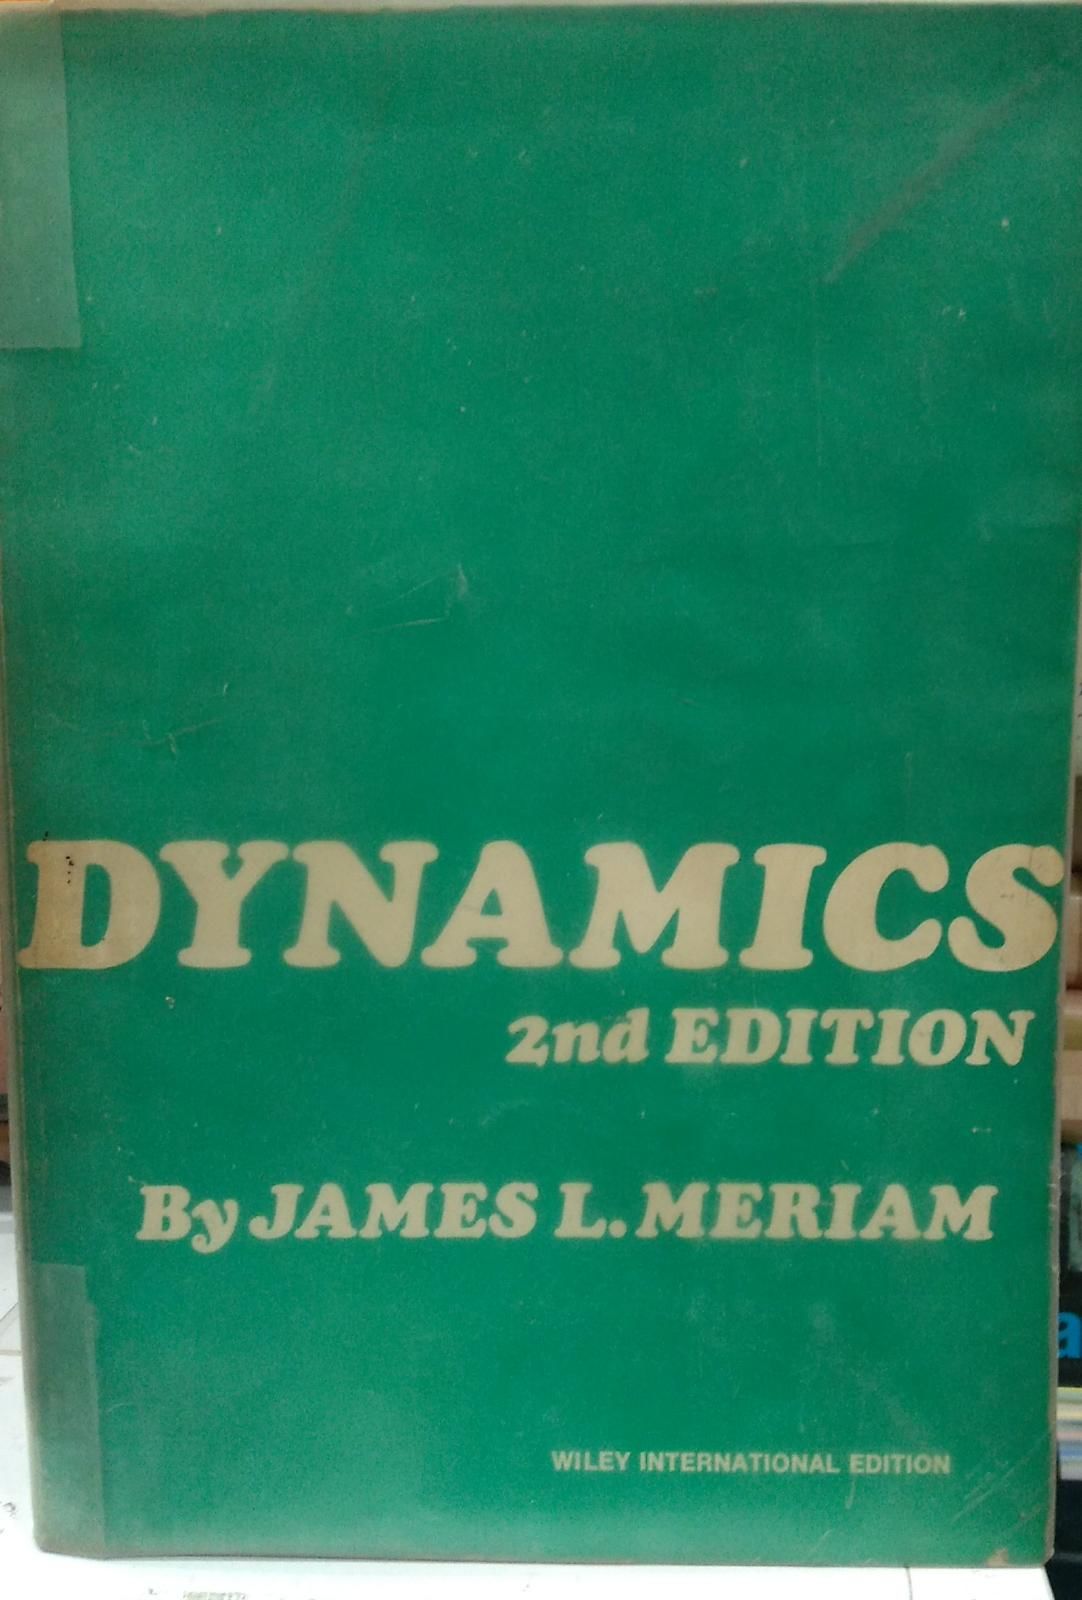 DYNAMICS
2nd EDITION
By JAMES L. MERIAM
WILEY INTERNATIONAL EDITION
a